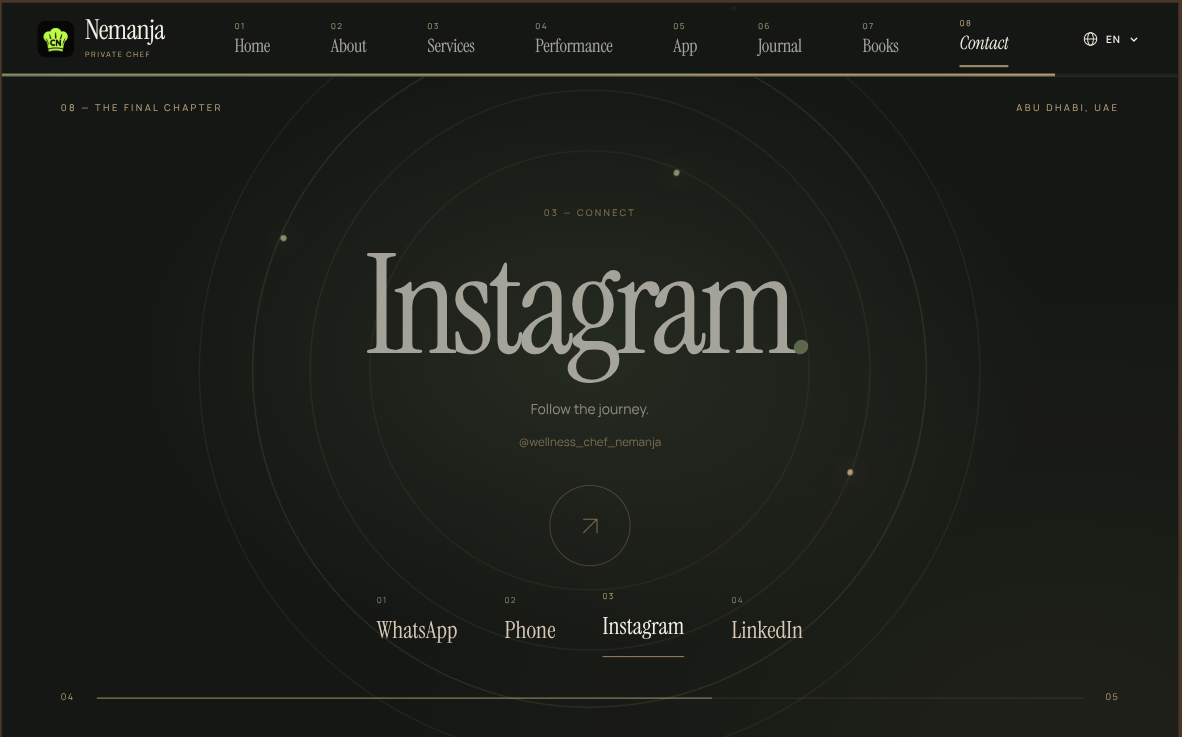 CN
Nemanja
PRIVATE CHEF
01
Home
02
About
03
Services
04
Performance
05
App
06
Journal
07
Books
08
Contact
EN
08 — THE FINAL CHAPTER
ABU DHABI, UAE
03 — CONNECT
Instagram.
Follow the journey.
@wellness_chef_nemanja
01
WhatsApp
02
Phone
03
Instagram
04
LinkedIn
04
05